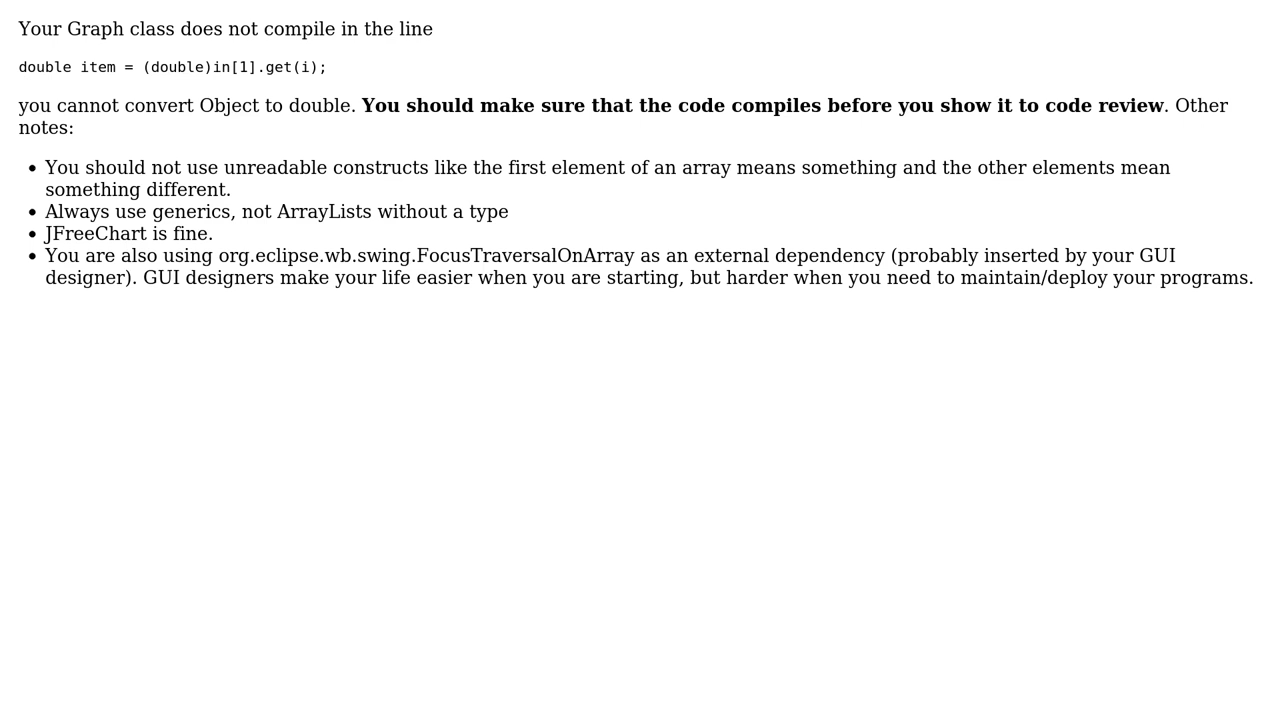 Your Graph class does not compile in the line
double item = (double)in[1].get(i);
you cannot convert Object to double. You should make sure that the code compiles before you show it to code review. Other
notes:
• You should not use unreadable constructs like the first element of an array means something and the other elements mean
something different.
• Always use generics, not ArrayLists without a type
• JFreeChart is fine.
• You are also using org.eclipse.wb.swing.FocusTraversalOnArray as an external dependency (probably inserted by your GUI
designer). GUI designers make your life easier when you are starting, but harder when you need to maintain/deploy your programs.